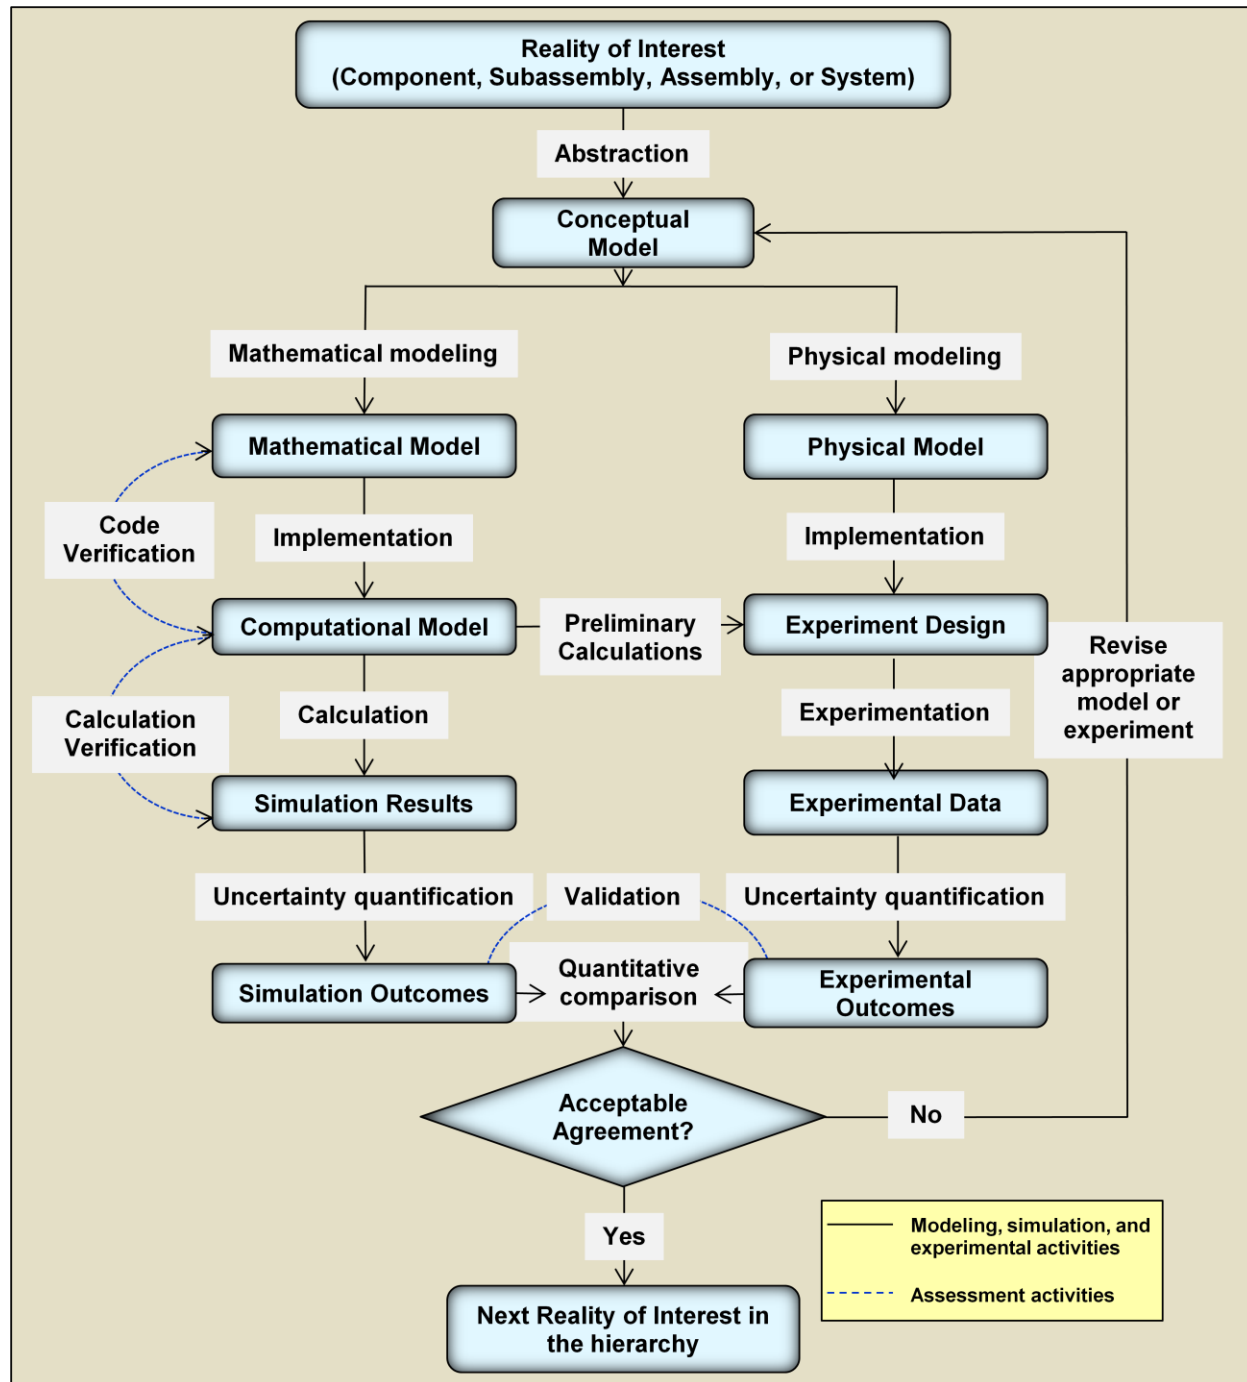 Reality of Interest
(Component, Subassembly, Assembly, or System)
Abstraction
Conceptual
Model
Mathematical modeling
Physical modeling
Mathematical Model
Physical Model
Code
Verification
Implementation
Implementation
Computational Model
Preliminary
Calculations
Experiment Design
Revise
appropriate
model or
experiment
Calculation
Verification
Calculation
Experimentation
Simulation Results
Experimental Data
Uncertainty quantification
Validation
Uncertainty quantification
Simulation Outcomes
Quantitative
comparison
Experimental
Outcomes
Acceptable
Agreement?
No
Yes
Modeling, simulation, and
experimental activities
Assessment activities
Next Reality of Interest in
the hierarchy